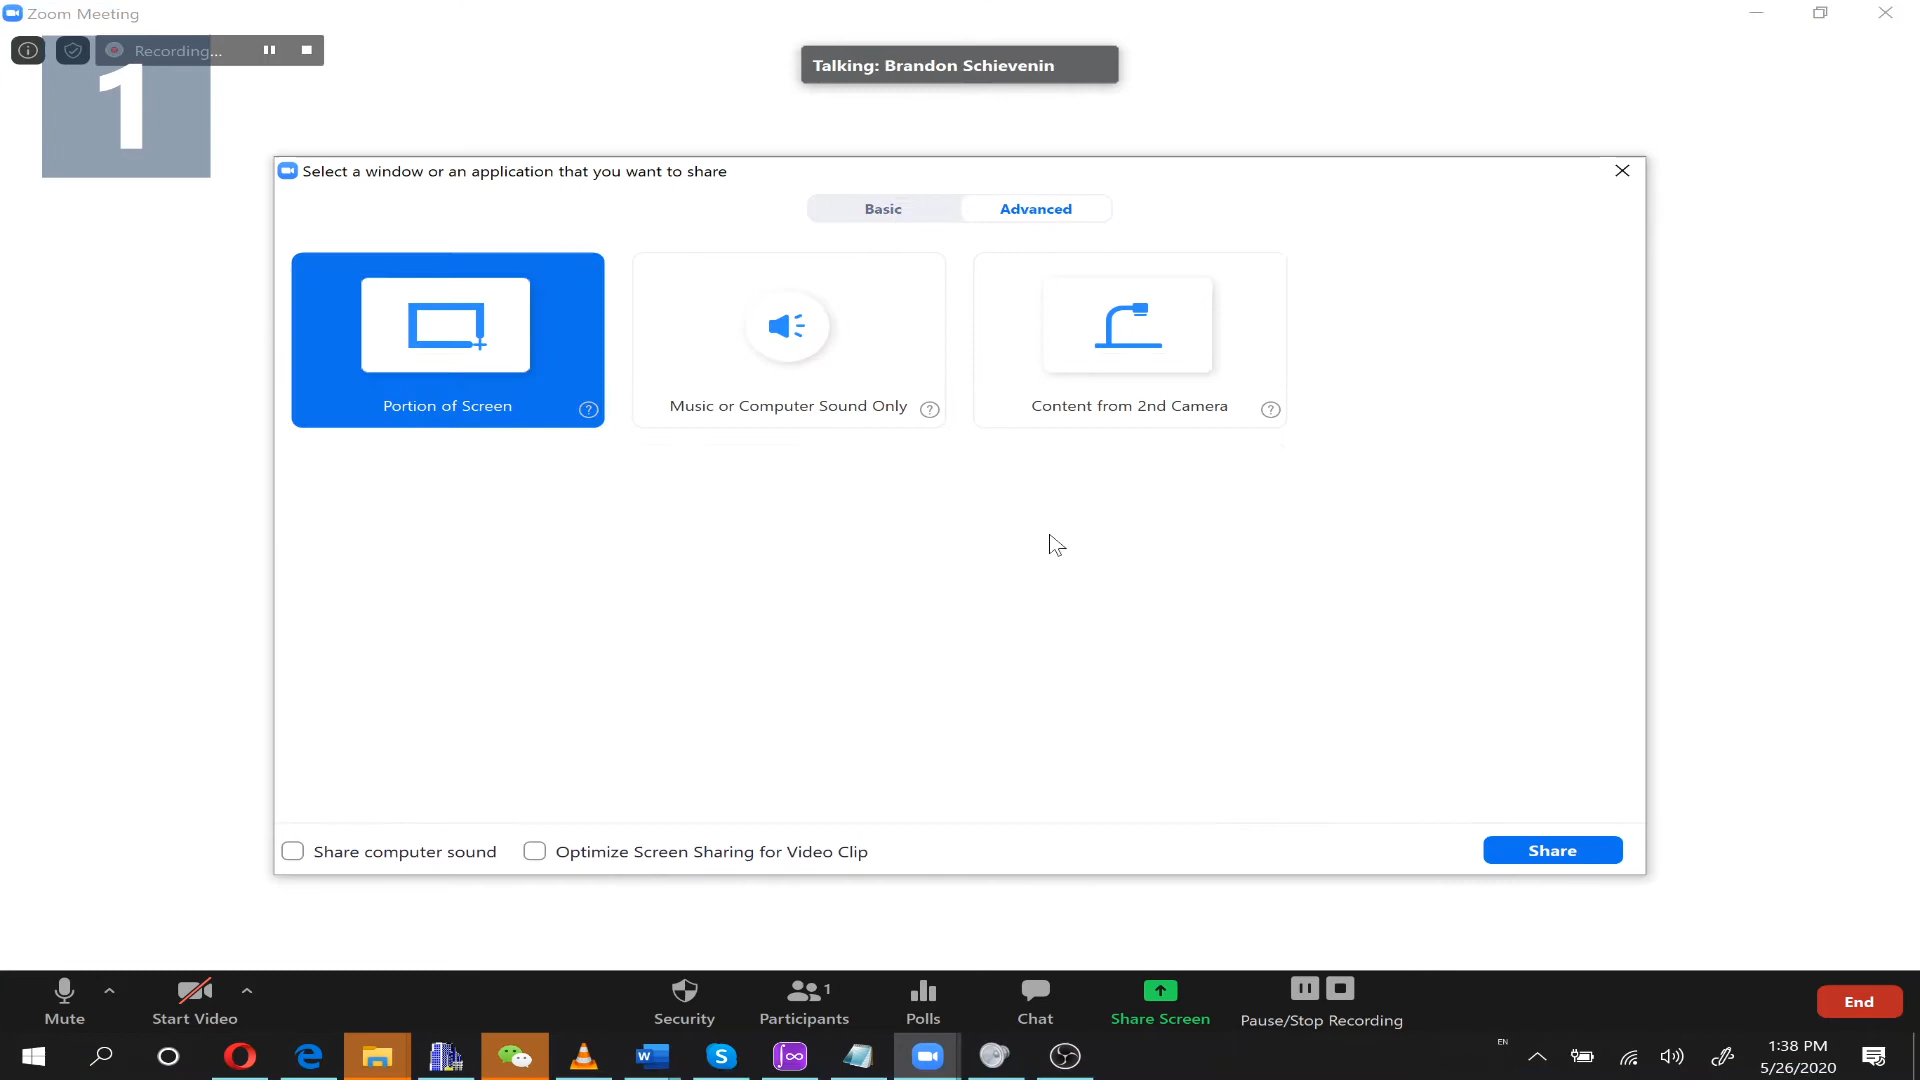 Zoom Meeting
Recording...
1
Talking: Brandon Schievenin
Select a window or an application that you want to share
Basic
Advanced
Portion of Screen
?
Music or Computer Sound Only
?
Content from 2nd Camera
?
Share computer sound
Optimize Screen Sharing for Video Clip
Share
Mute
Start Video
Security
1
Participants
Polls
Chat
Share Screen
Pause/Stop Recording
End
EN
1:38 PM
5/26/2020